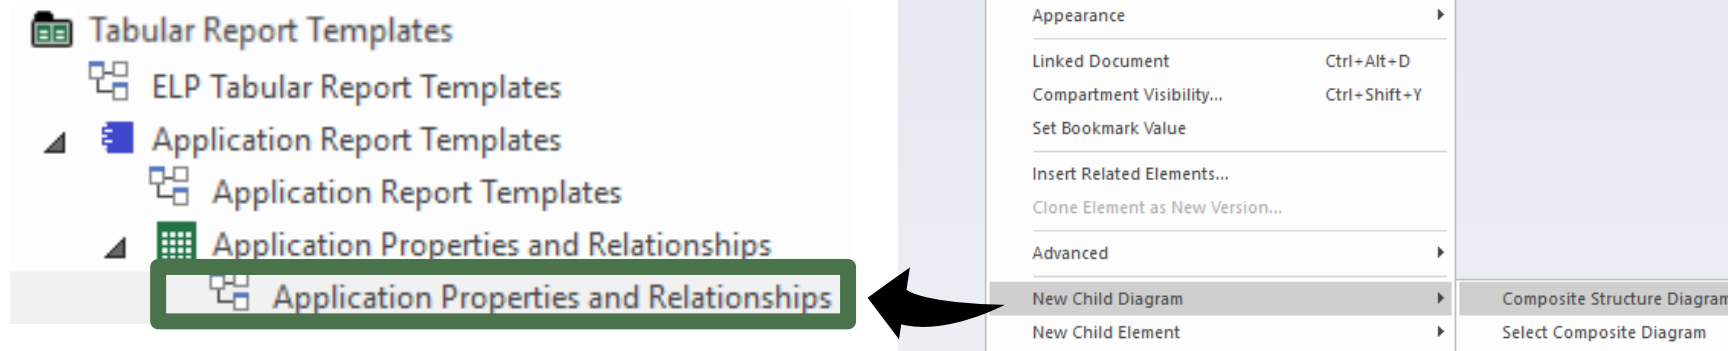 Tabular Report Templates
ELP Tabular Report Templates
Application Report Templates
Application Report Templates
Application Properties and Relationships
Application Properties and Relationships
Appearance
Linked Document Ctrl+Alt+D
Compartment Visibility... Ctrl+Shift+Y
Set Bookmark Value
Insert Related Elements...
Clone Element as New Version...
Advanced
New Child Diagram
New Child Element
Composite Structure Diagram
Select Composite Diagram